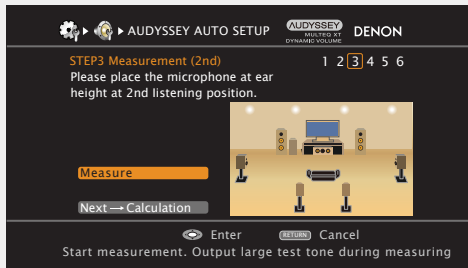 AUDYSSEY AUTO SETUP
AUDYSSEY
MULTEQ XT
DYNAMIC VOLUME
DENON
STEP3 Measurement (2nd)
1 2 3 4 5 6
Please place the microphone at ear
height at 2nd listening position.
Measure
Next→Calculation
Enter
RETURN Cancel
Start measurement. Output large test tone during measuring